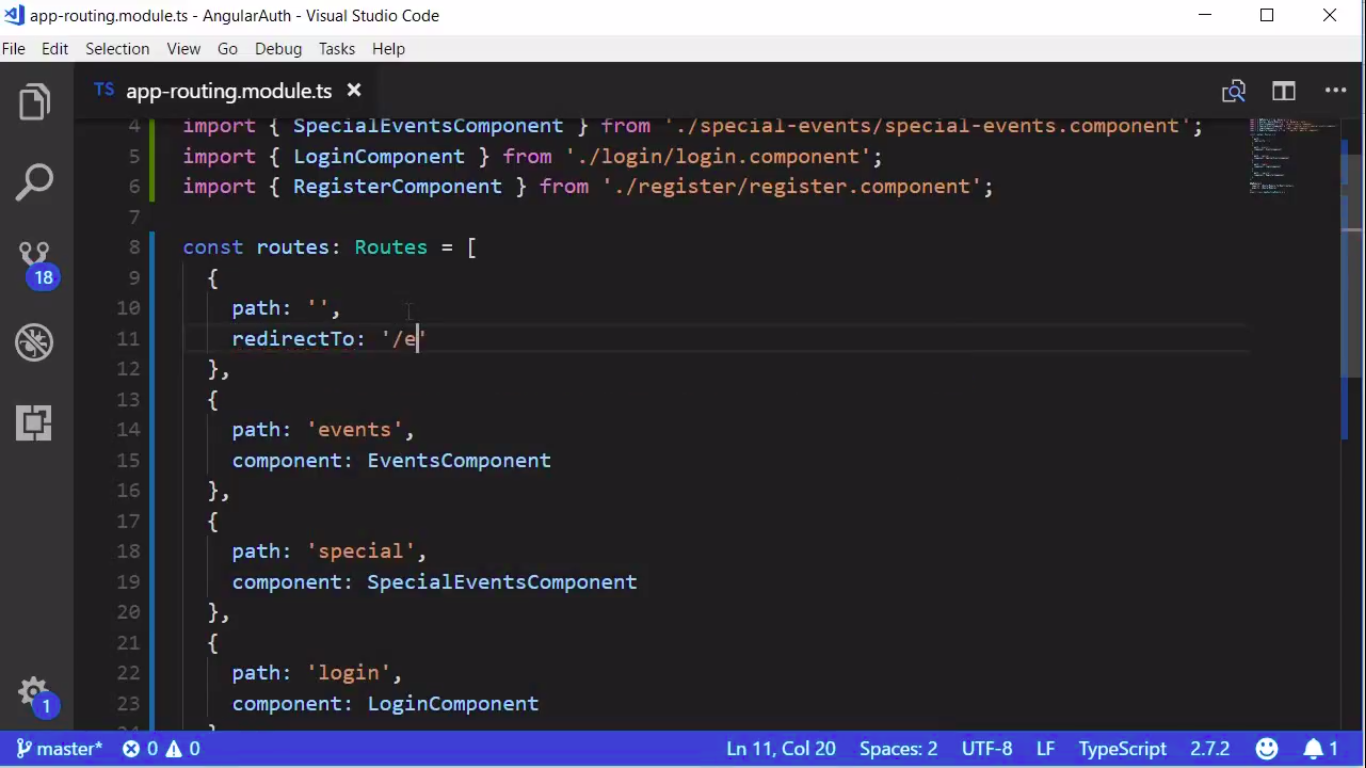 app-routing.module.ts - AngularAuth - Visual Studio Code
File Edit Selection View Go Debug Tasks Help
TS app-routing.module.ts
4 import { SpecialEventsComponent } from './special-events/special-events.component';
5 import { LoginComponent } from './login/login.component';
6 import { RegisterComponent } from './register/register.component';
7
8 const routes: Routes = [
9 {
10 path: '',
11 redirectTo: '/e'
12 },
13 {
14 path: 'events',
15 component: EventsComponent
16 },
17 {
18 path: 'special',
19 component: SpecialEventsComponent
20 },
21 {
22 path: 'login',
23 component: LoginComponent
18
1
master* 0 0 Ln 11, Col 20 Spaces: 2 UTF-8 LF TypeScript 2.7.2 1